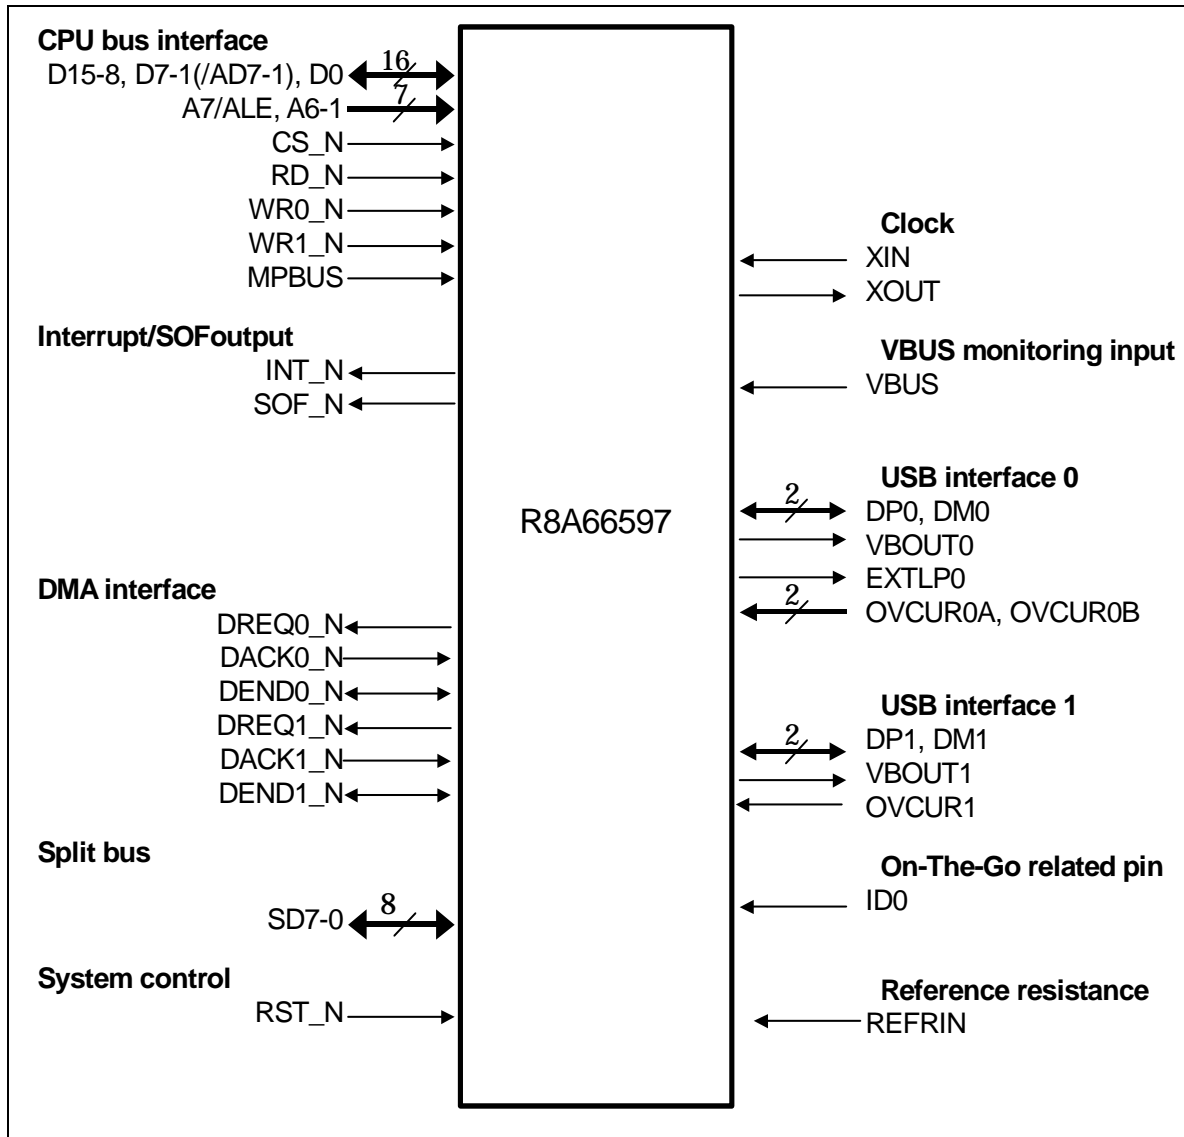 CPU bus interface
D15-8, D7-1(/AD7-1), D0
16
A7/ALE, A6-1
7
CS_N
RD_N
WR0_N
WR1_N
MPBUS
Interrupt/SOFoutput
INT_N
SOF_N
DMA interface
DREQ0_N
DACK0_N
DEND0_N
DREQ1_N
DACK1_N
DEND1_N
Split bus
SD7-0
8
System control
RST_N
R8A66597
Clock
XIN
XOUT
VBUS monitoring input
VBUS
USB interface 0
2
DP0, DM0
VBOUT0
EXTLP0
2
OVCUR0A, OVCUR0B
USB interface 1
2
DP1, DM1
VBOUT1
OVCUR1
On-The-Go related pin
ID0
Reference resistance
REFRIN